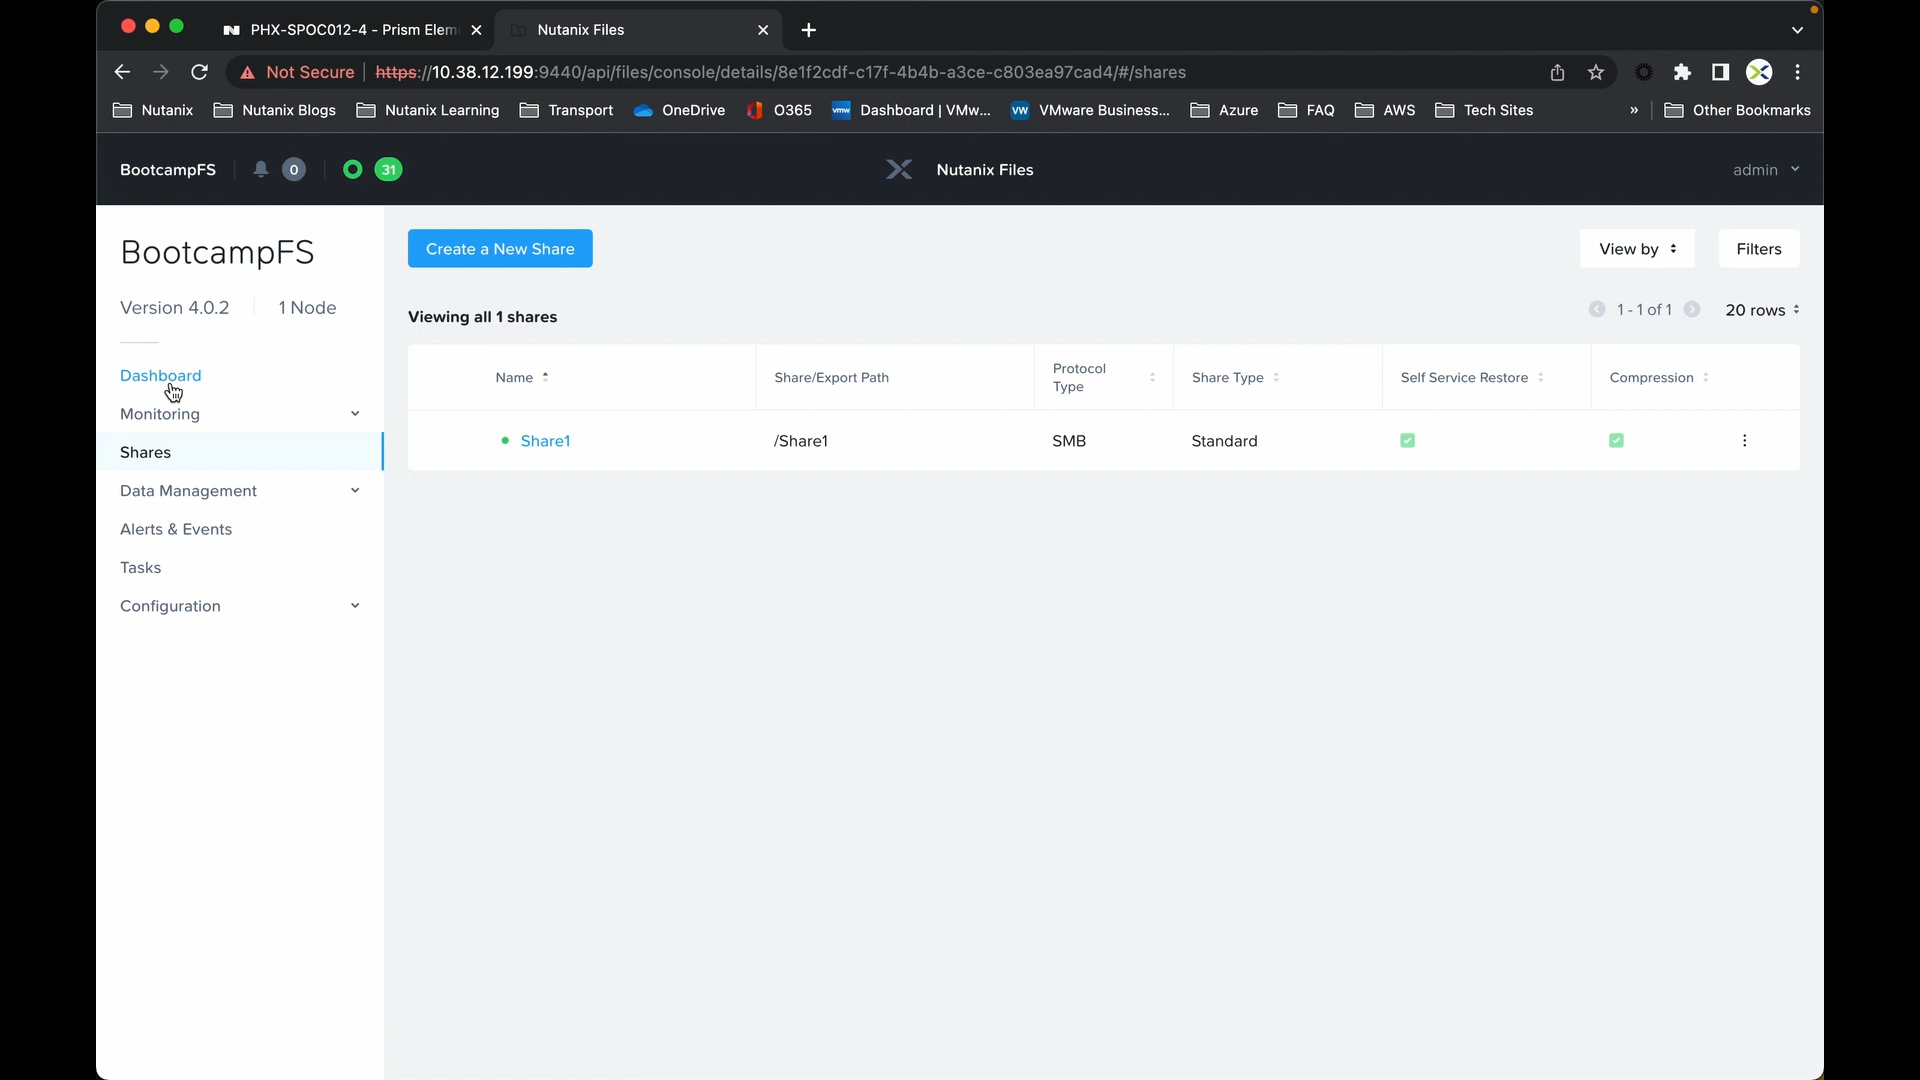 PHX-SPOC012-4 - Prism Elem
Nutanix Files
Not Secure
https://10.38.12.199:9440/api/files/console/details/8e1f2cdf-c17f-4b4b-a3ce-c803ea97cad4/#/shares
Nutanix
Nutanix Blogs
Nutanix Learning
Transport
OneDrive
O365
vmw
Dashboard | VMw...
VW
VMware Business...
Azure
FAQ
AWS
Tech Sites
»
Other Bookmarks
BootcampFS
0
31
Nutanix Files
admin
BootcampFS
Version 4.0.2
1 Node
Dashboard
Monitoring
Shares
Data Management
Alerts & Events
Tasks
Configuration
Create a New Share
View by
Filters
Viewing all 1 shares
1 - 1 of 1
20 rows
Name
Share/Export Path
Protocol
Type
Share Type
Self Service Restore
Compression
Share1
/Share1
SMB
Standard